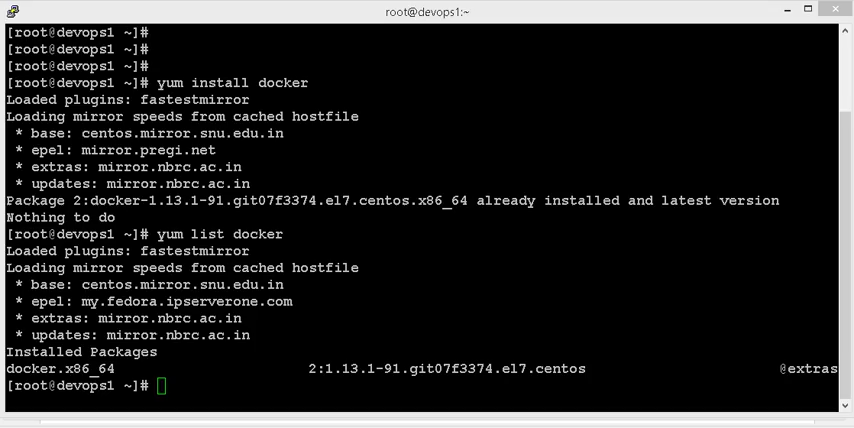 root@devops1:~
[root@devops1 ~]#
[root@devops1 ~]#
[root@devops1 ~]#
[root@devops1 ~]# yum install docker
Loaded plugins: fastestmirror
Loading mirror speeds from cached hostfile
 * base: centos.mirror.snu.edu.in
 * epel: mirror.pregi.net
 * extras: mirror.nbrc.ac.in
 * updates: mirror.nbrc.ac.in
Package 2:docker-1.13.1-91.git07f3374.el7.centos.x86_64 already installed and latest version
Nothing to do
[root@devops1 ~]# yum list docker
Loaded plugins: fastestmirror
Loading mirror speeds from cached hostfile
 * base: centos.mirror.snu.edu.in
 * epel: my.fedora.ipserverone.com
 * extras: mirror.nbrc.ac.in
 * updates: mirror.nbrc.ac.in
Installed Packages
docker.x86_64 2:1.13.1-91.git07f3374.el7.centos @extras
[root@devops1 ~]#